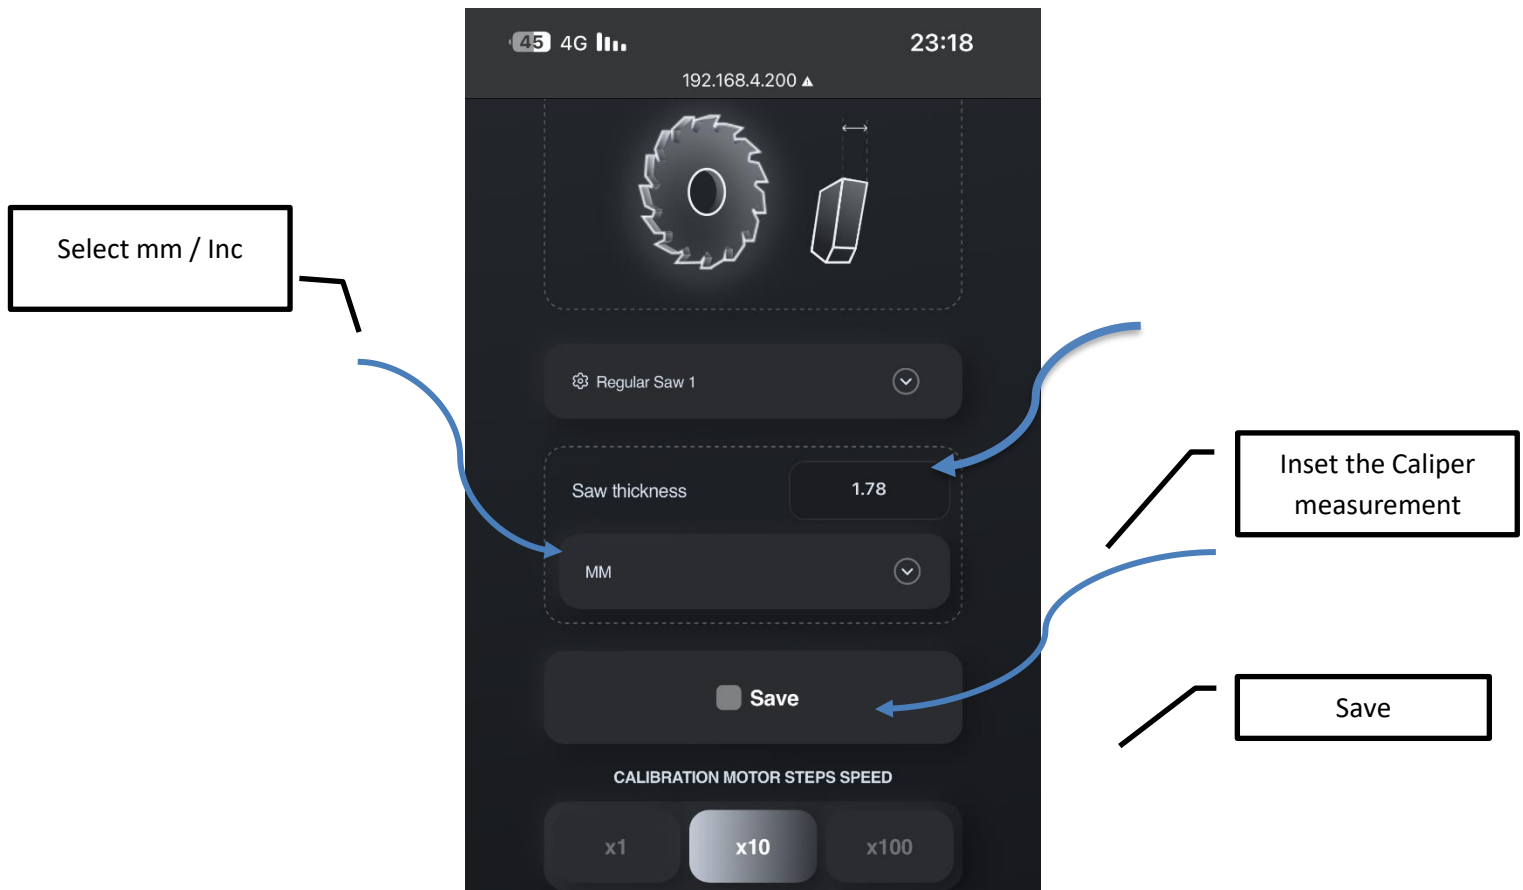 45 4G 23:18
192.168.4.200
Select mm / Inc
Regular Saw 1
Inset the Caliper
measurement
Saw thickness 1.78
MM
Save
Save
CALIBRATION MOTOR STEPS SPEED
x1 x10 x100